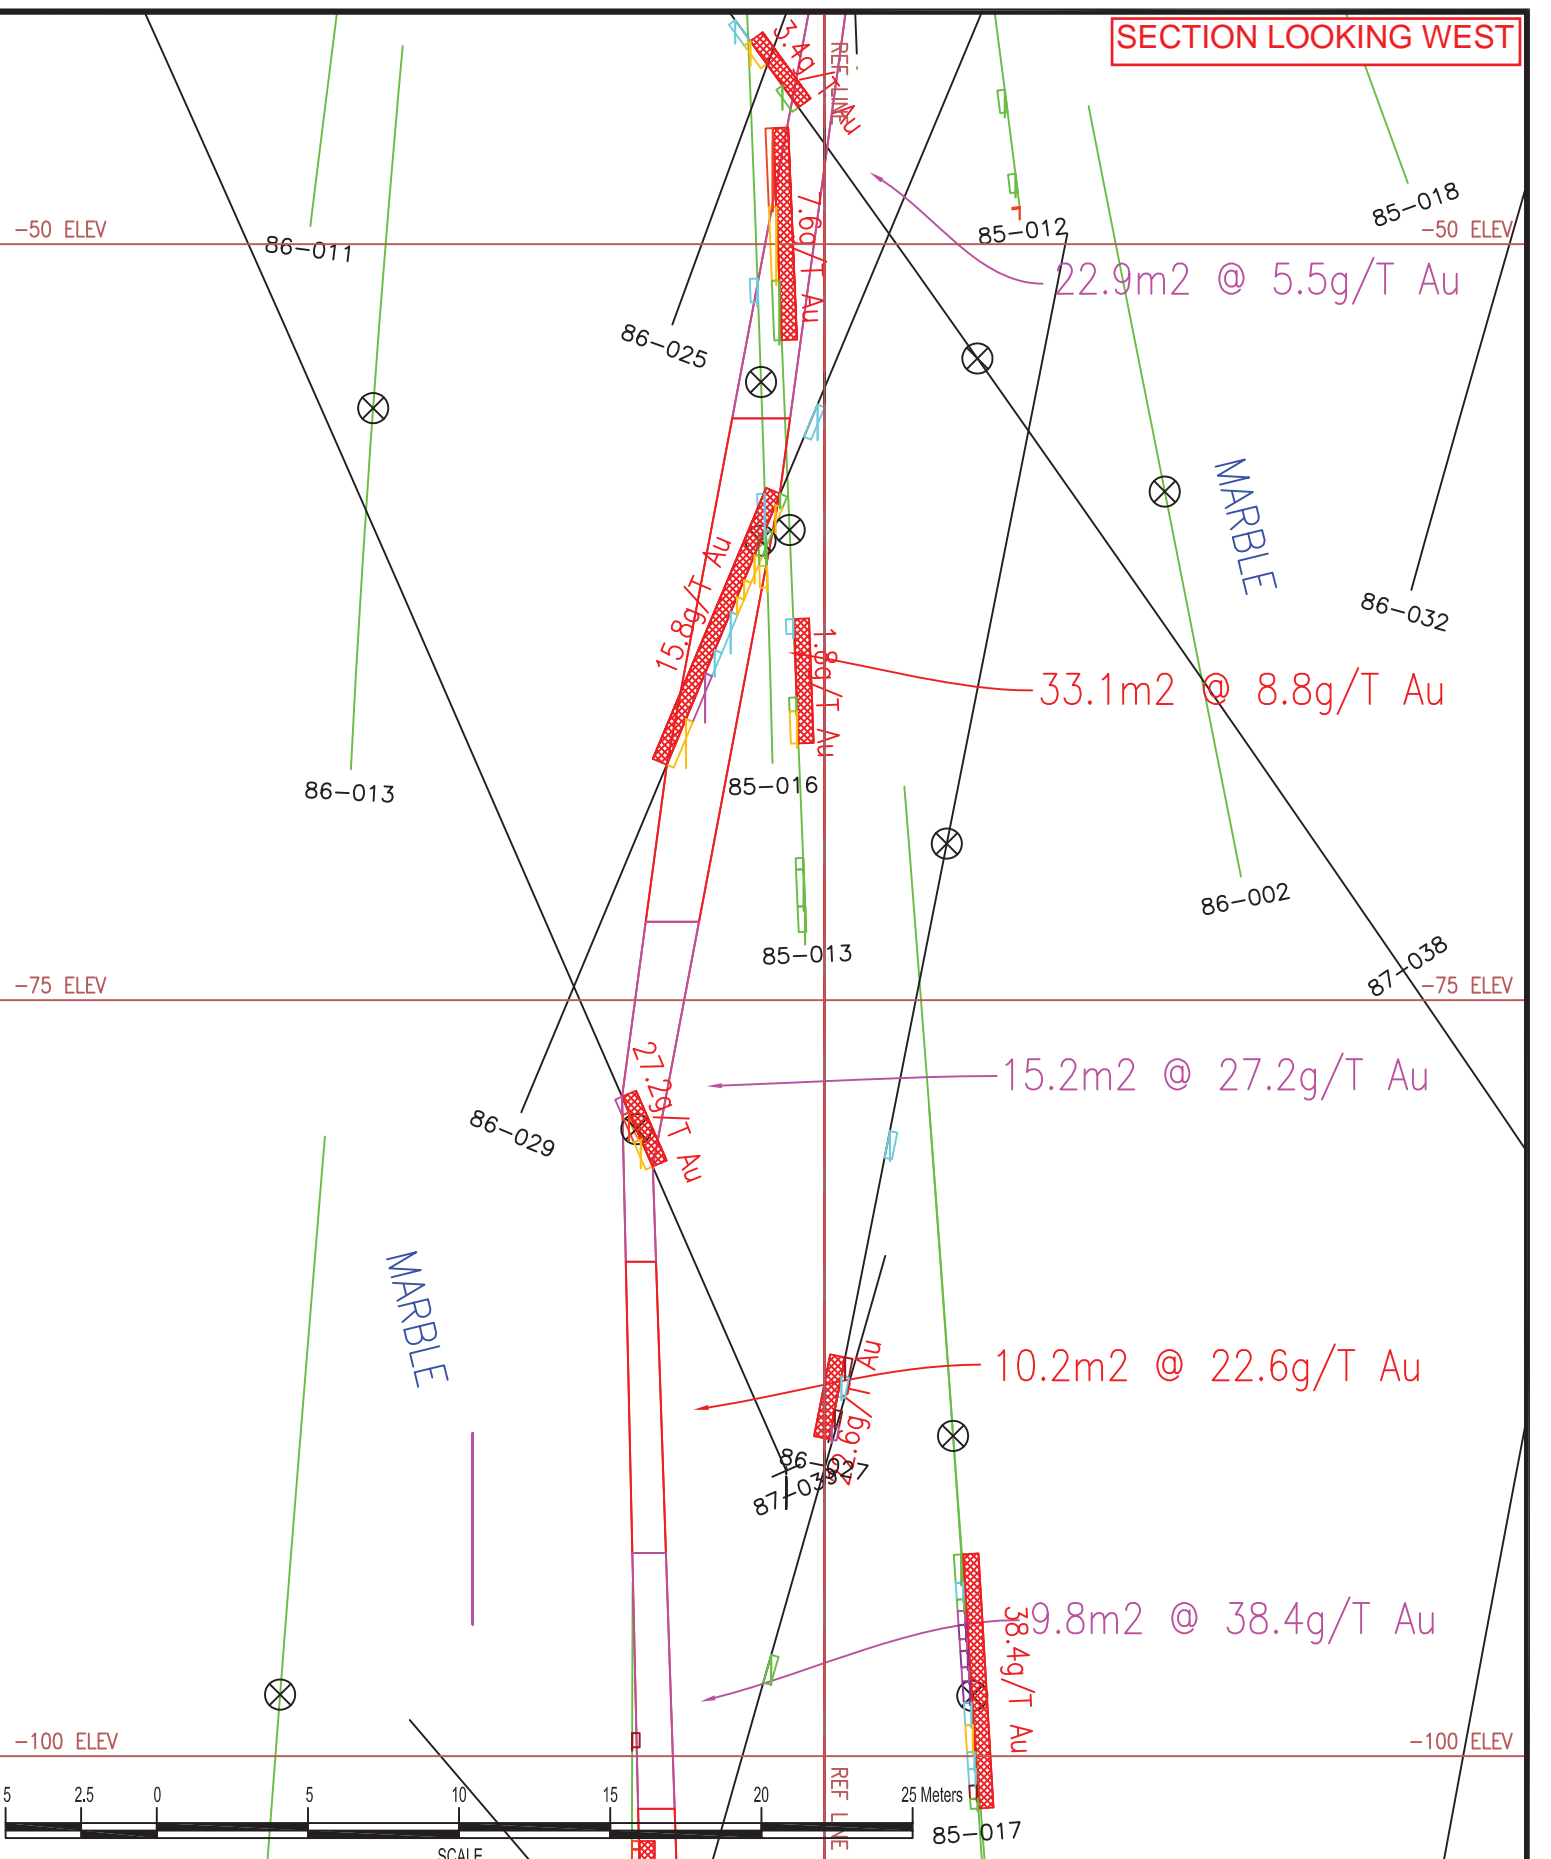 SECTION LOOKING WEST
3.4g/T Au
REF LINE
85-018
85-012
-50 ELEV
-50 ELEV
86-011
7.6g/T Au
22.9m2 @ 5.5g/T Au
86-025
MARBLE
15.8g/T Au
86-032
1.8g/T Au
33.1m2 @ 8.8g/T Au
86-013
85-016
86-002
85-013
87-038
-75 ELEV
-75 ELEV
27.2g/T Au
15.2m2 @ 27.2g/T Au
86-029
MARBLE
22.6g/T Au
10.2m2 @ 22.6g/T Au
86-027
87-039
38.4g/T Au
9.8m2 @ 38.4g/T Au
-100 ELEV
-100 ELEV
REF LINE
5 2.5 0 5 10 15 20 25 Meters
85-017
SCALE